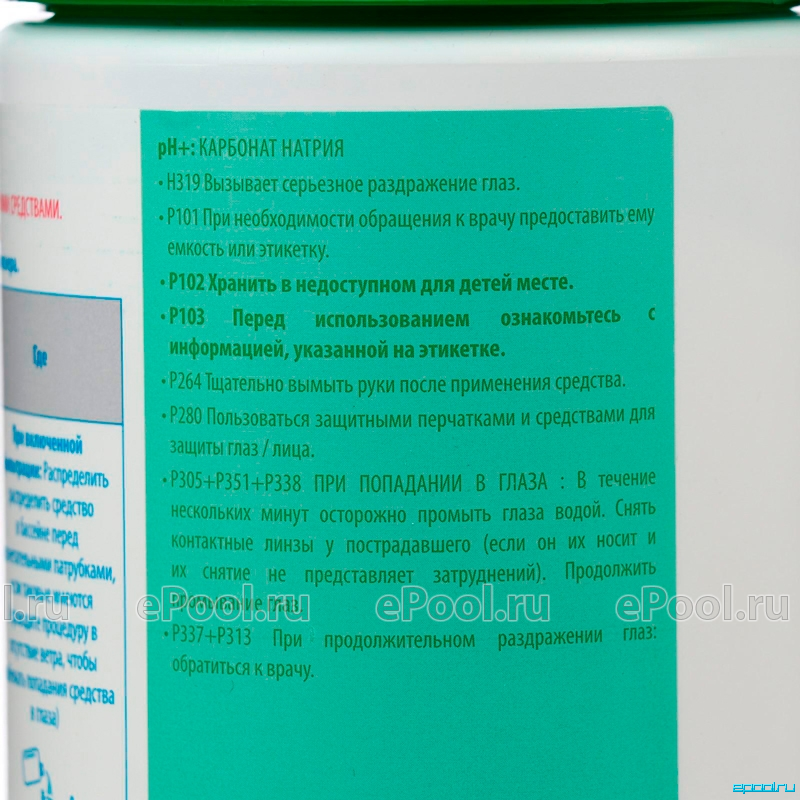 pH+: КАРБОНАТ НАТРИЯ
• H319 Вызывает серьезное раздражение глаз.
• P101 При необходимости обращения к врачу предоставить ему
емкость или этикетку.
• P102 Хранить в недоступном для детей месте.
• P103 Перед использованием ознакомьтесь с
информацией, указанной на этикетке.
• P264 Тщательно вымыть руки после применения средства.
• P280 Пользоваться защитными перчатками и средствами для
защиты глаз / лица.
• P305+P351+P338 ПРИ ПОПАДАНИИ В ГЛАЗА : В течение
нескольких минут осторожно промыть глаза водой. Снять
контактные линзы у пострадавшего (если он их носит и
их снятие не представляет затруднений). Продолжить
промывание глаз.
• P337+P313 При продолжительном раздражении глаз:
обратиться к врачу.
СРЕДСТВАМИ.
Где
При включенной
Распределить
распределить средство
в бассейне перед
патрубками,
процедуру в
ветра, чтобы
попадания средства
в глаза)
ePool.ru ePool.ru
epool.ru